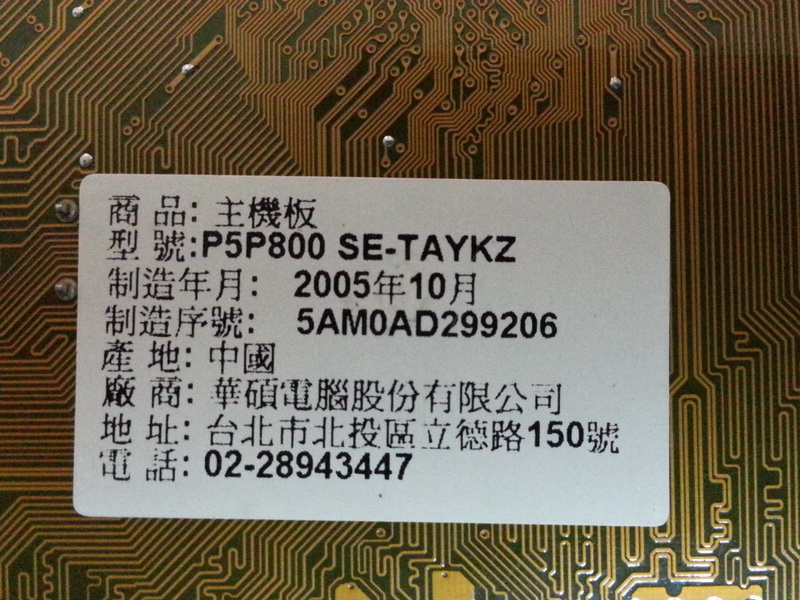 商 品: 主機板
型 號:P5P800 SE-TAYKZ
制造年月: 2005年10月
制造序號: 5AM0AD299206
產 地: 中國
廠 商: 華碩電腦股份有限公司
地 址: 台北市北投區立德路150號
電 話: 02-28943447